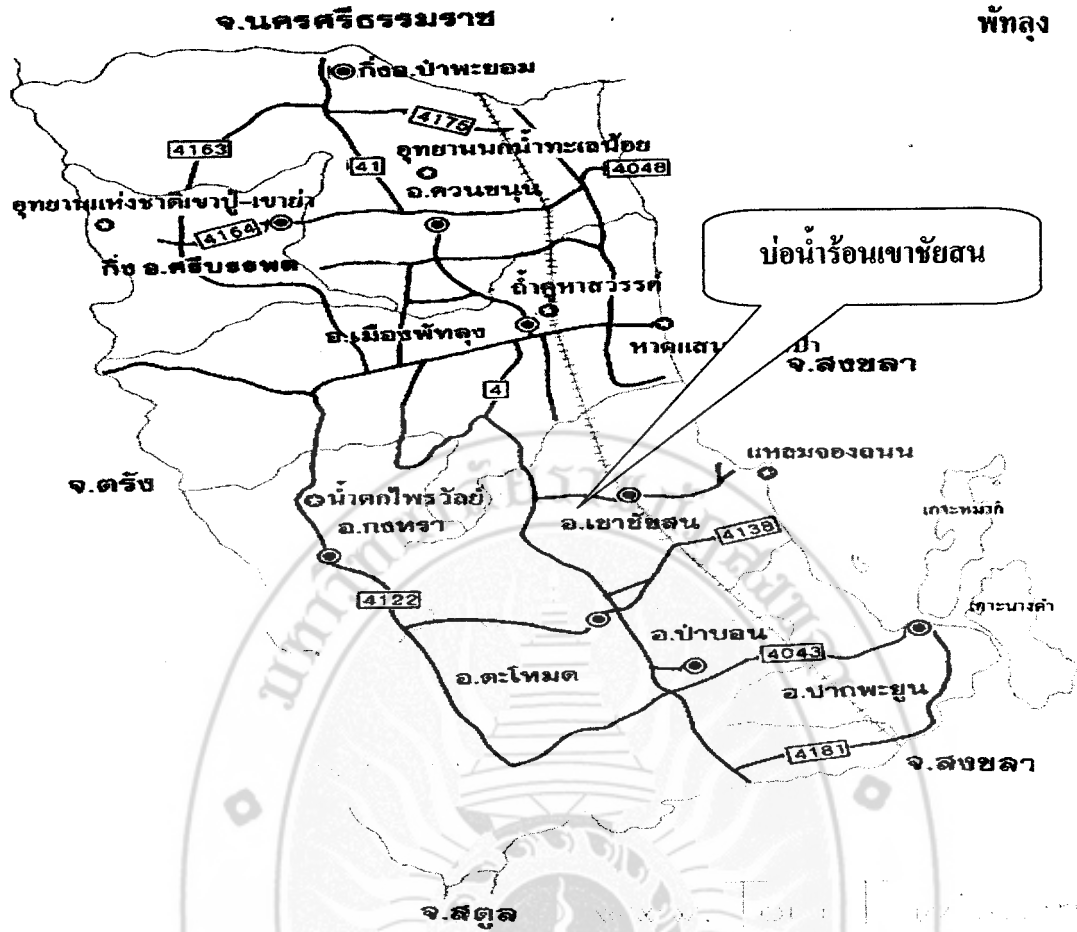 จ.นครศรีธรรมราช
พัทลุง
กิ่งอ.ป่าพะยอม
4175
4163
41
อุทยานนกน้ำทะเลน้อย
4048
อ.ควนขนุน
อุทยานแห่งชาติเขาปู่-เขาย่า
4164
กิ่ง อ.ศรีบรรพต
บ่อน้ำร้อนเขาชัยสน
ถ้ำคูหาสวรรค์
อ.เมืองพัทลุง
หาดแสน
จ.สงขลา
4
แหลมจองถนน
จ.ตรัง
น้ำตกไพรวัลย์
อ.กงหรา
อ.เขาชัยสน
4138
เกาะหมาก
4122
เกาะนางคำ
อ.ป่าบอน
4043
อ.ตะโหมด
อ.ปากพะยูน
4181
จ.สงขลา
จ.สตูล